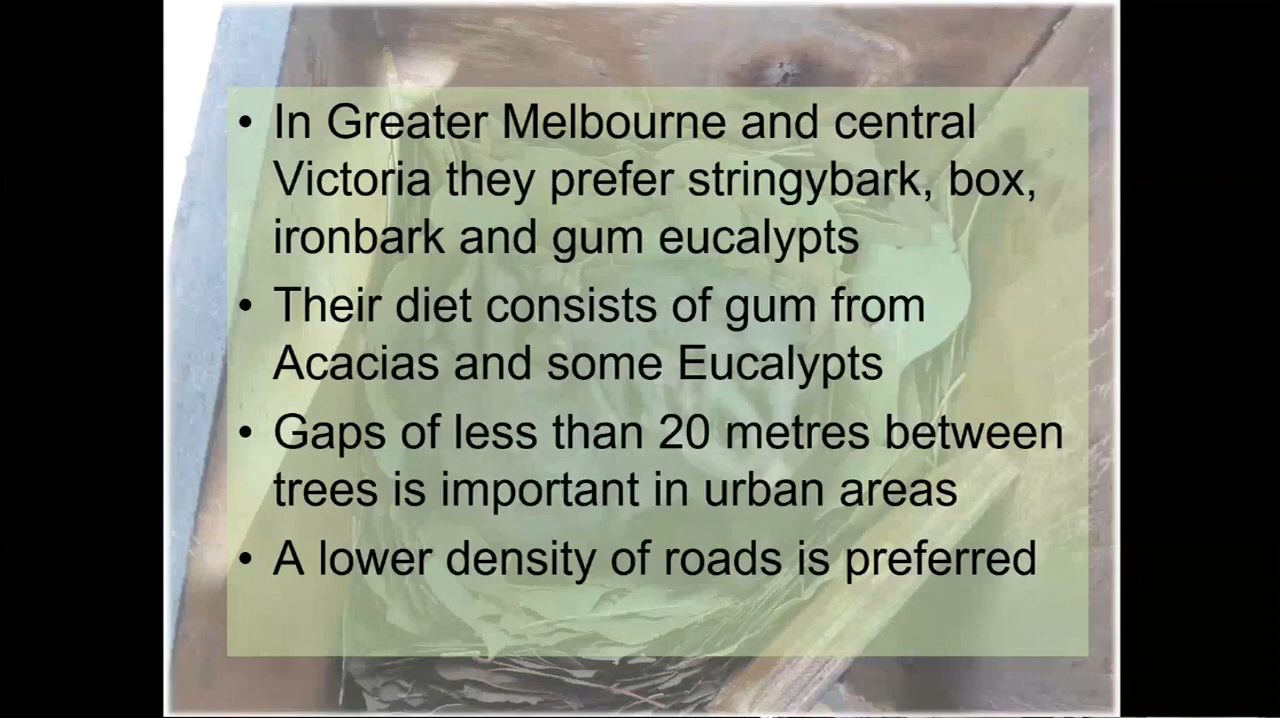 • In Greater Melbourne and central
Victoria they prefer stringybark, box,
ironbark and gum eucalypts
• Their diet consists of gum from
Acacias and some Eucalypts
• Gaps of less than 20 metres between
trees is important in urban areas
• A lower density of roads is preferred